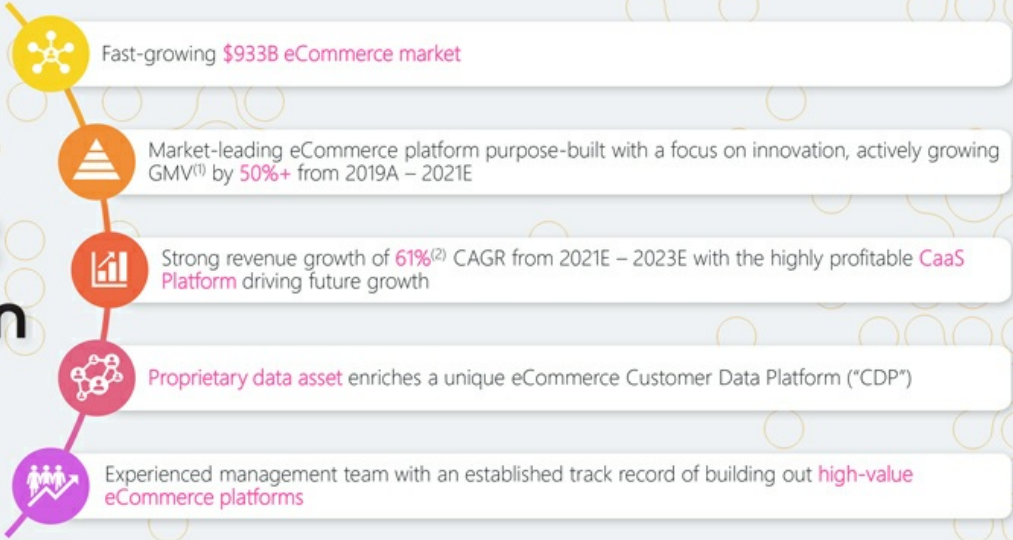 Fast-growing $933B eCommerce market
Market-leading eCommerce platform purpose-built with a focus on innovation, actively growing
GMV⁽¹⁾ by 50%+ from 2019A – 2021E
Strong revenue growth of 61%⁽²⁾ CAGR from 2021E – 2023E with the highly profitable CaaS
Platform driving future growth
n
Proprietary data asset enriches a unique eCommerce Customer Data Platform (“CDP”)
Experienced management team with an established track record of building out high-value
eCommerce platforms